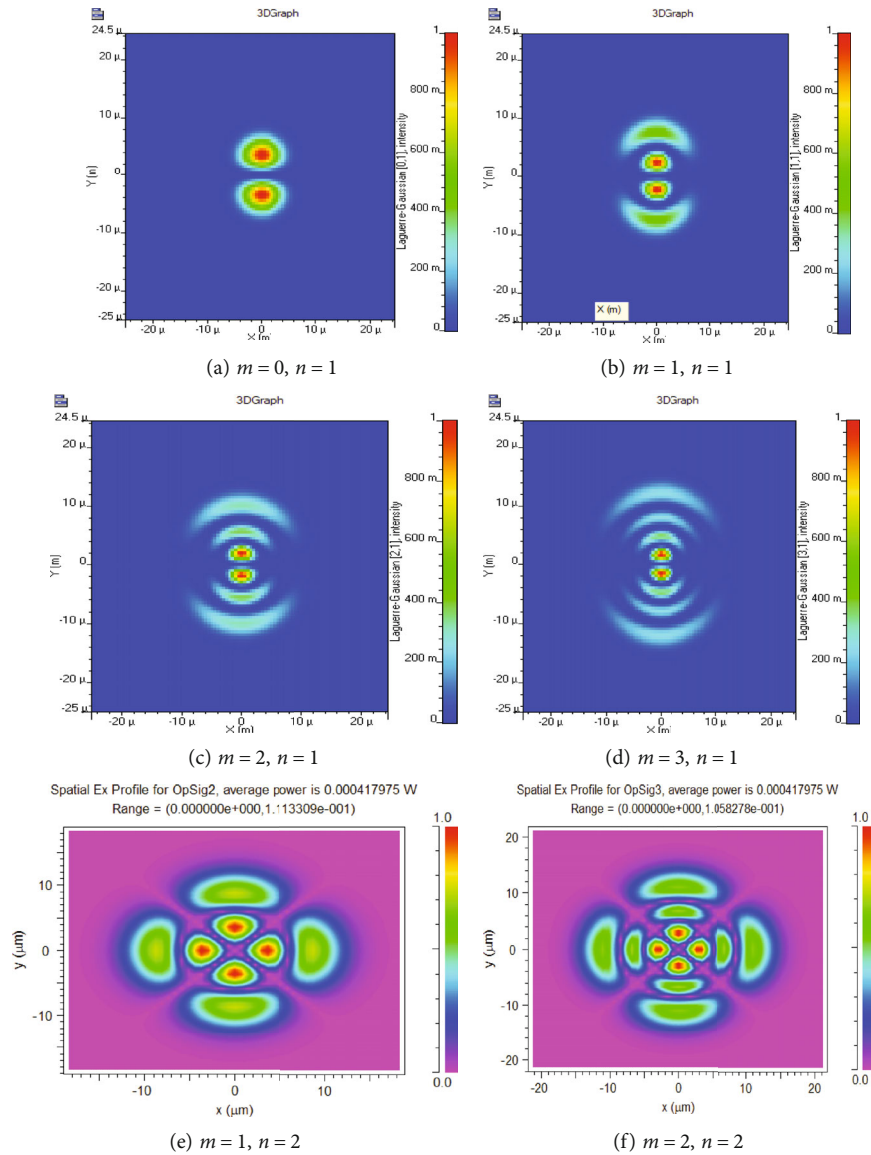 3DGraph
24.5 μ
20 μ
10 μ
0
-10 μ
-20 μ
-25 μ
Y (m)
-20 μ
-10 μ
0
10 μ
20 μ
X (m)
1
800 m
600 m
400 m
200 m
0
Laguerre-Gaussian [0,1], intensity
(a) m = 0, n = 1
3DGraph
24.5 μ
20 μ
10 μ
0
-10 μ
-20 μ
-25 μ
Y (m)
X (m)
-20 μ
-10 μ
0
10 μ
20 μ
X (m)
1
800 m
600 m
400 m
200 m
0
Laguerre-Gaussian [1,1], intensity
(b) m = 1, n = 1
3DGraph
24.5 μ
20 μ
10 μ
0
-10 μ
-20 μ
-25 μ
Y (m)
-20 μ
-10 μ
0
10 μ
20 μ
X (m)
1
800 m
600 m
400 m
200 m
0
Laguerre-Gaussian [2,1], intensity
(c) m = 2, n = 1
3DGraph
24.5 μ
20 μ
10 μ
0
-10 μ
-20 μ
-25 μ
Y (m)
-20 μ
-10 μ
0
10 μ
20 μ
X (m)
1
800 m
600 m
400 m
200 m
0
Laguerre-Gaussian [3,1], intensity
(d) m = 3, n = 1
Spatial Ex Profile for OpSig2, average power is 0.000417975 W
Range = (0.000000e+000,1.113309e-001)
10
0
-10
y (μm)
-10
0
10
x (μm)
1.0
0.0
(e) m = 1, n = 2
Spatial Ex Profile for OpSig3, average power is 0.000417975 W
Range = (0.000000e+000,1.058278e-001)
20
10
0
-10
-20
y (μm)
-20
-10
0
10
20
x (μm)
1.0
0.0
(f) m = 2, n = 2